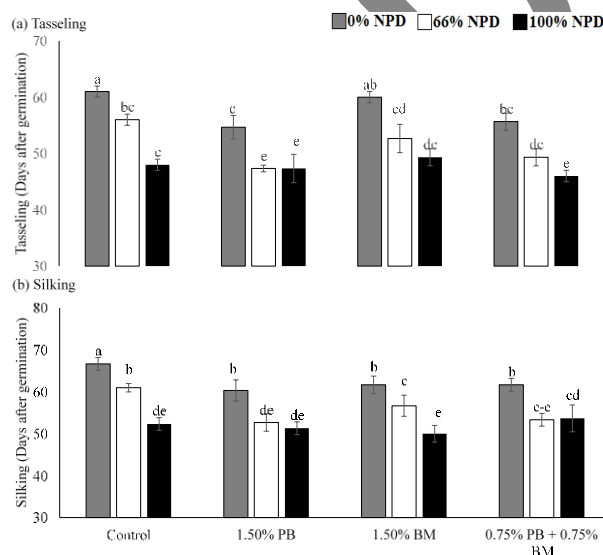 0% NPD 66% NPD 100% NPD
(a) Tasseling
Tasseling (Days after germination)
70
60
50
40
30
a bc c
c e e
ab cd dc
bc dc e
(b) Silking
Silking (Days after germination)
80
70
60
50
40
30
a b de
b de de
b c e
b c-e cd
Control 1.50% PB 1.50% BM 0.75% PB + 0.75%
BM